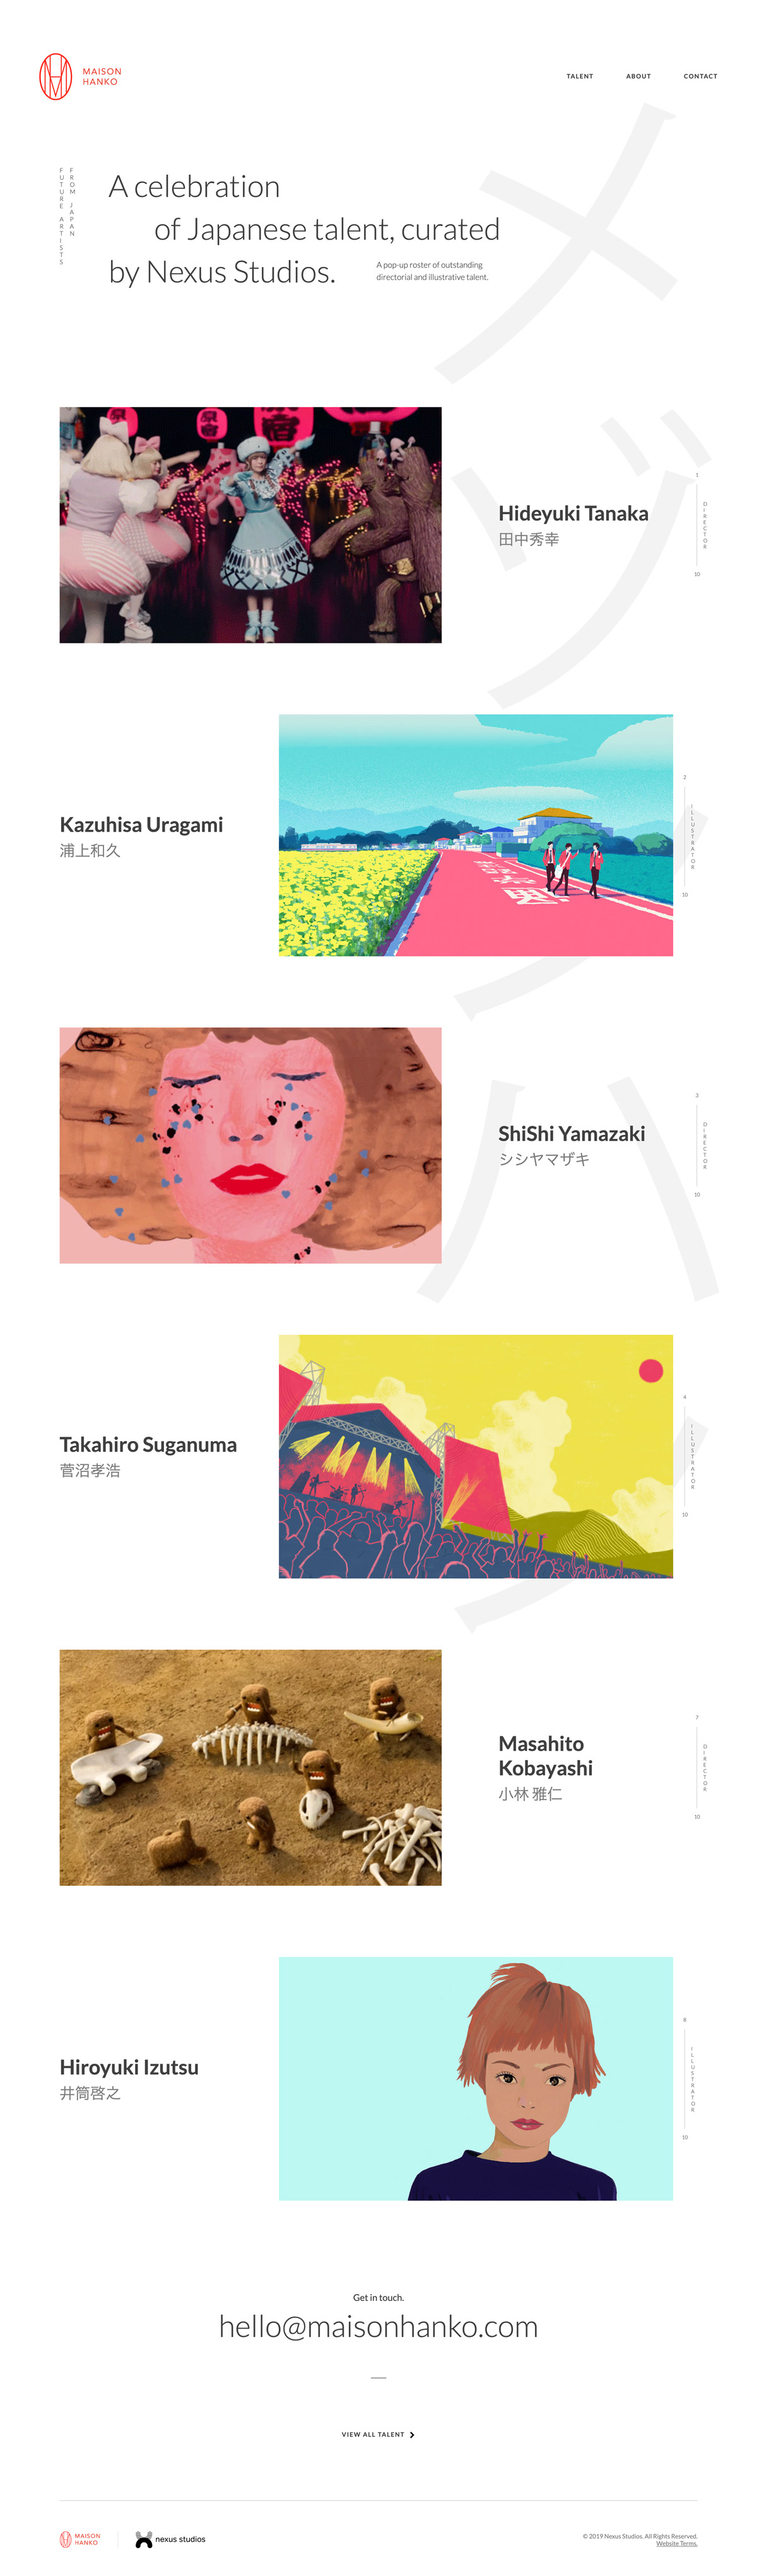 MAISON
HANKO
TALENT
ABOUT
CONTACT
FUTURE ARTISTS
FROM JAPAN
A celebration
of Japanese talent, curated
by Nexus Studios.
A pop-up roster of outstanding
directorial and illustrative talent.
メ
ゾ
ン
ハ
ン
Hideyuki Tanaka
田中秀幸
1
DIRECTOR
10
Kazuhisa Uragami
浦上和久
2
ILLUSTRATOR
10
ShiShi Yamazaki
シシヤマザキ
3
DIRECTOR
10
Takahiro Suganuma
菅沼孝浩
4
ILLUSTRATOR
10
Masahito
Kobayashi
小林 雅仁
7
DIRECTOR
10
Hiroyuki Izutsu
井筒啓之
8
ILLUSTRATOR
10
Get in touch.
hello@maisonhanko.com
VIEW ALL TALENT
MAISON
HANKO
nexus studios
© 2019 Nexus Studios. All Rights Reserved.
Website Terms.